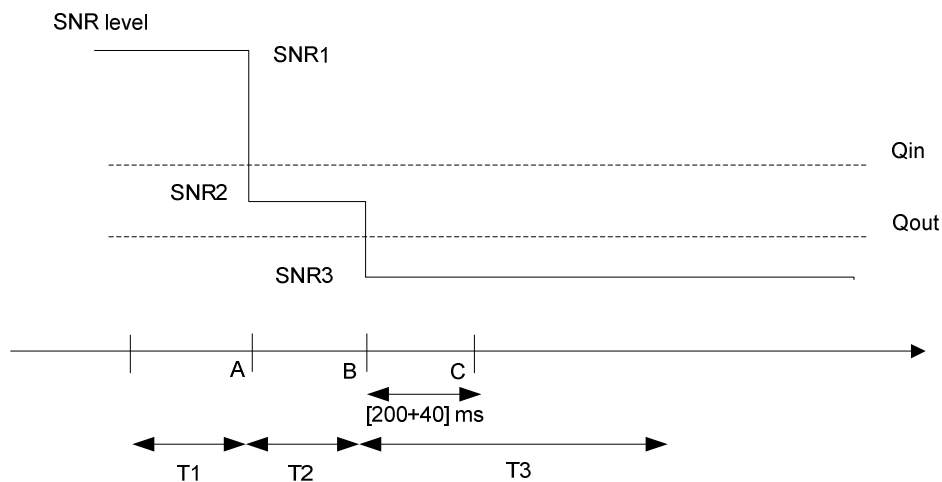 SNR level
SNR1
Qin
SNR2
Qout
SNR3
A
B
C
[200+40] ms
T1
T2
T3